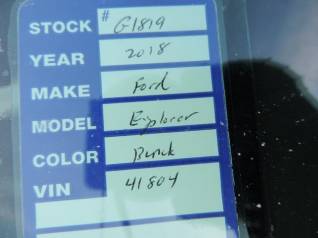 STOCK # G1819
YEAR 2018
MAKE Ford
MODEL Explorer
COLOR
VIN 41804